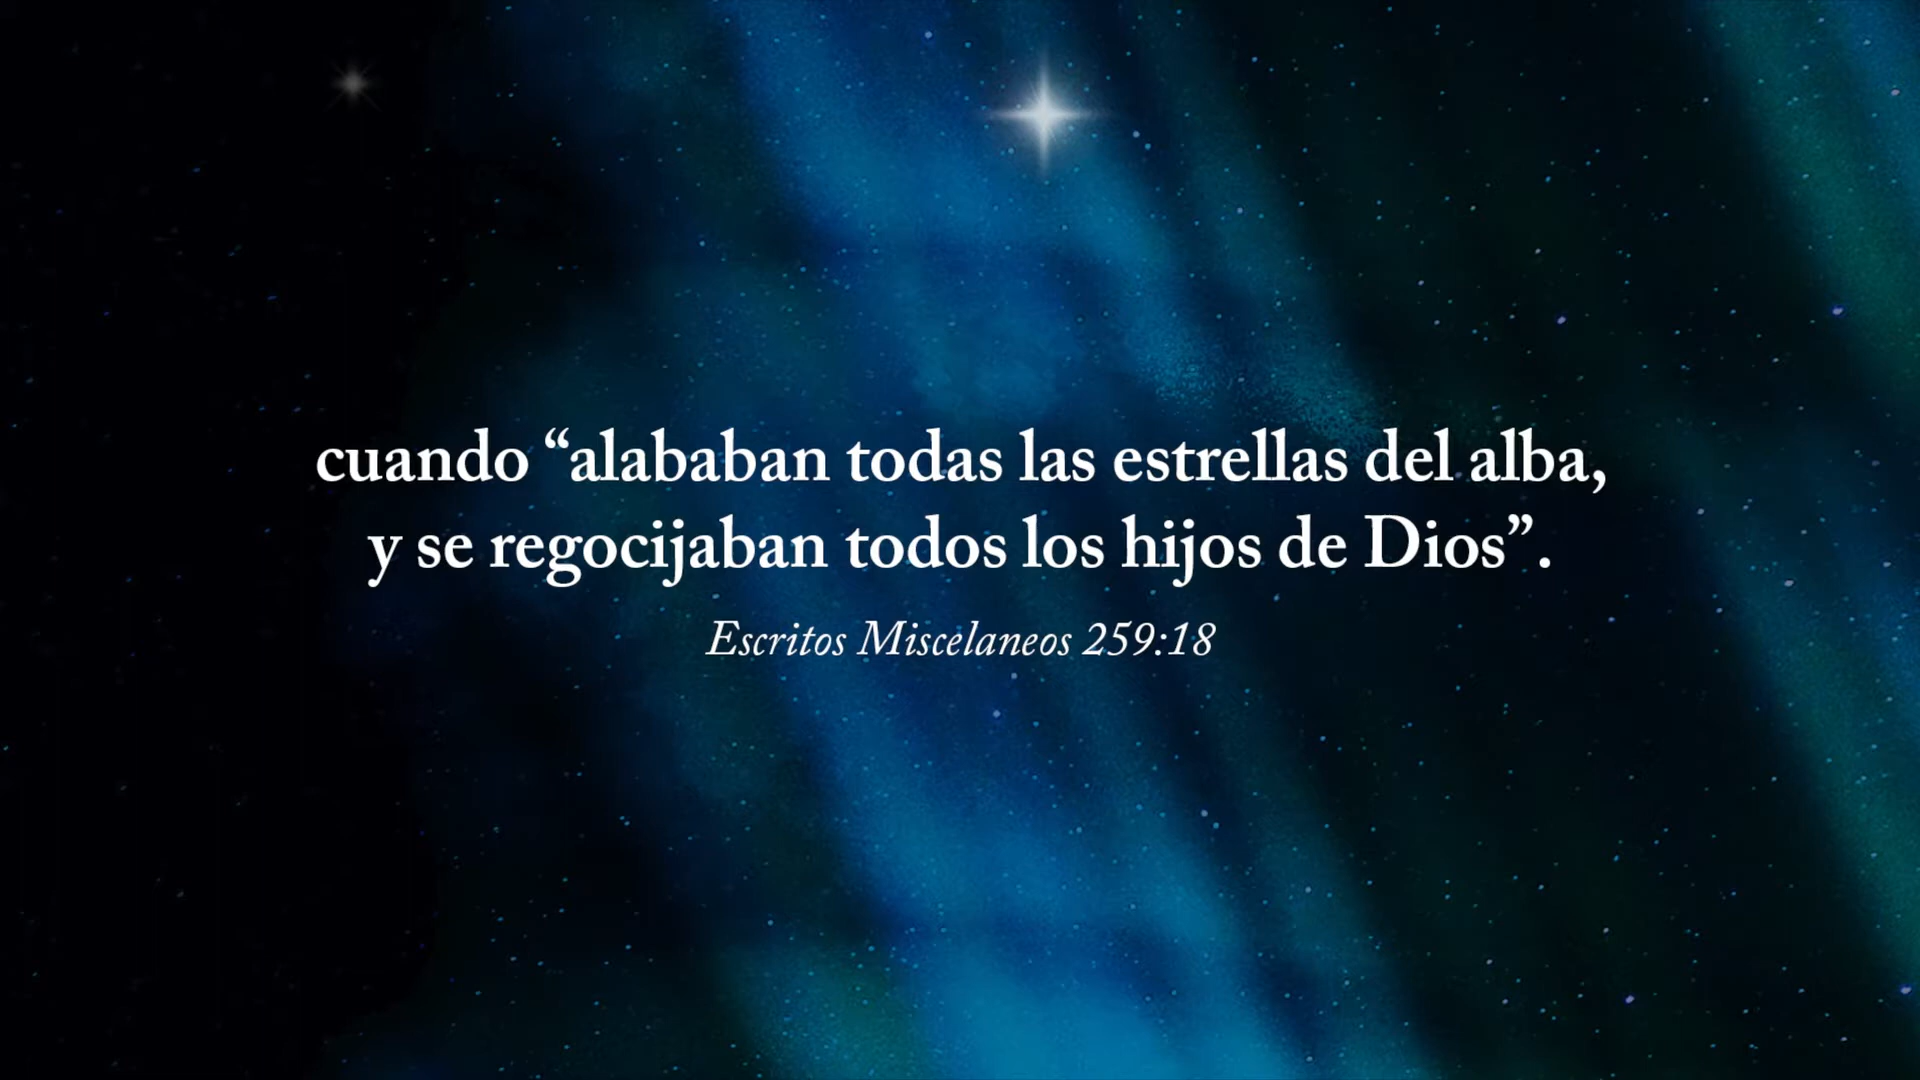 cuando “alababan todas las estrellas del alba,
y se regocijaban todos los hijos de Dios”.
Escritos Miscelaneos 259:18